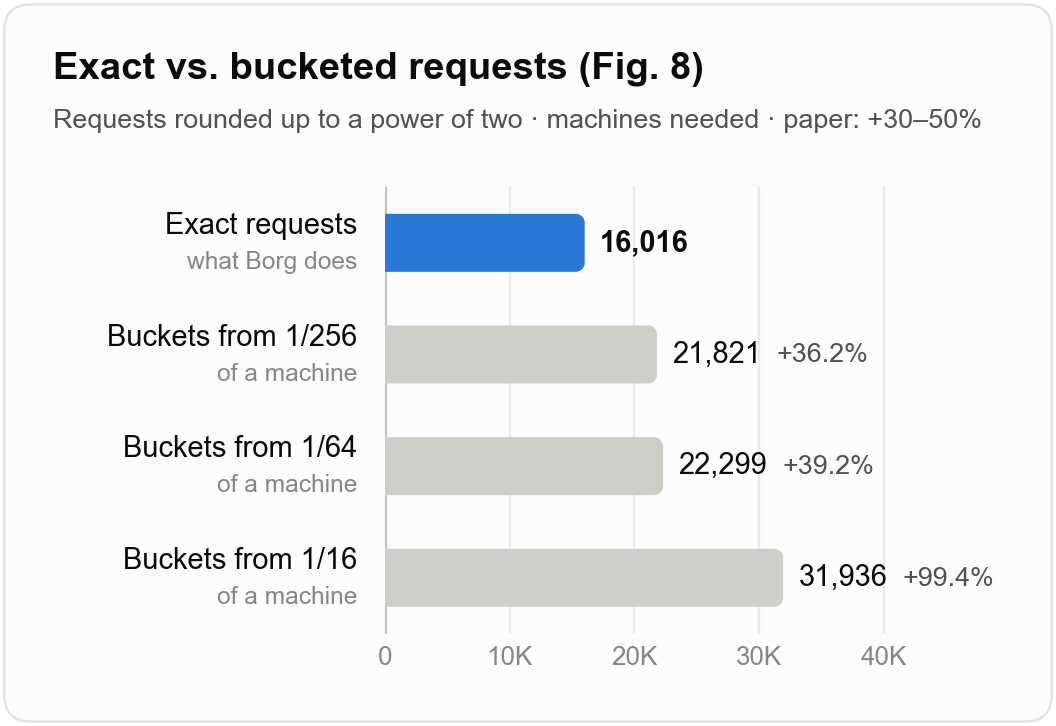 Exact vs. bucketed requests (Fig. 8)
Requests rounded up to a power of two · machines needed · paper: +30–50%
Exact requests
what Borg does
16,016
Buckets from 1/256
of a machine
21,821 +36.2%
Buckets from 1/64
of a machine
22,299 +39.2%
Buckets from 1/16
of a machine
31,936 +99.4%
0 10K 20K 30K 40K